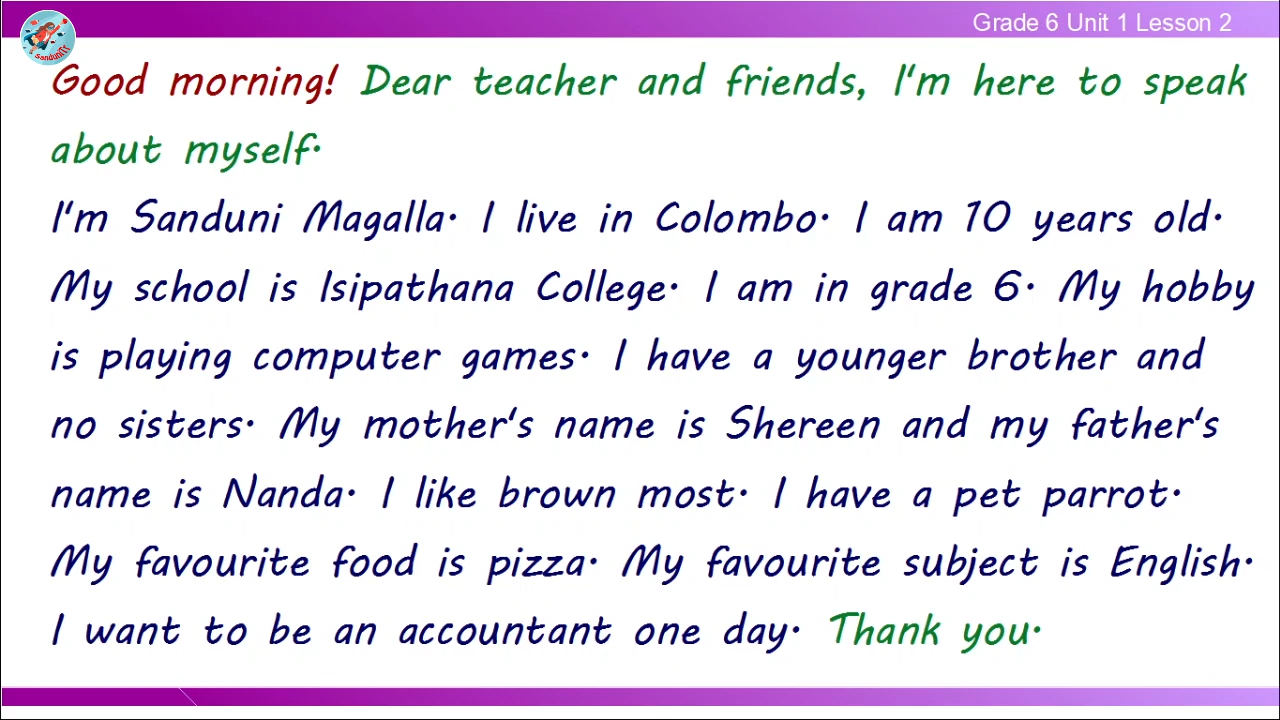 Grade 6 Unit 1 Lesson 2
sandunitr
Good morning! Dear teacher and friends, I'm here to speak
about myself.
I'm Sanduni Magalla. I live in Colombo. I am 10 years old.
My school is Isipathana College. I am in grade 6. My hobby
is playing computer games. I have a younger brother and
no sisters. My mother's name is Shereen and my father's
name is Nanda. I like brown most. I have a pet parrot.
My favourite food is pizza. My favourite subject is English.
I want to be an accountant one day. Thank you.